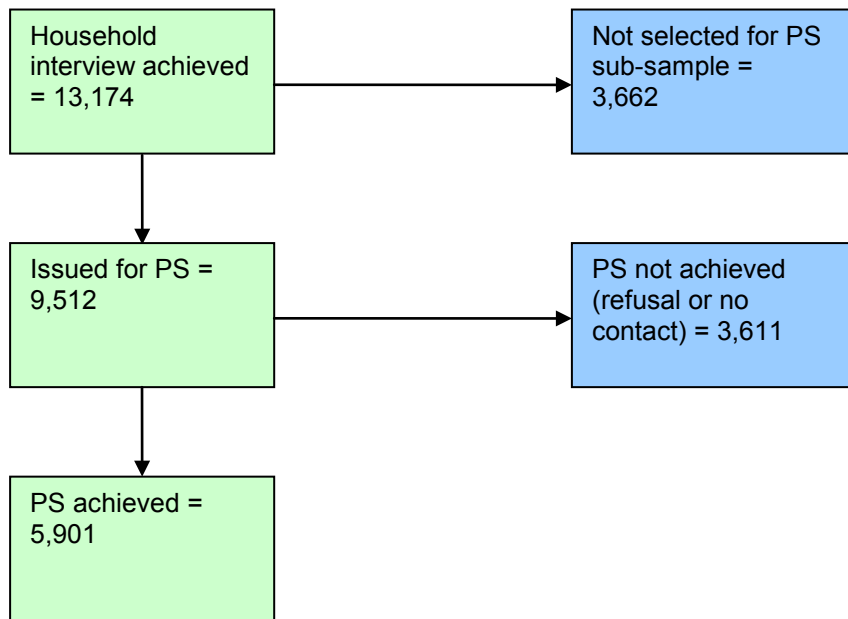 Household
interview achieved
= 13,174
Not selected for PS
sub-sample =
3,662
Issued for PS =
9,512
PS not achieved
(refusal or no
contact) = 3,611
PS achieved =
5,901